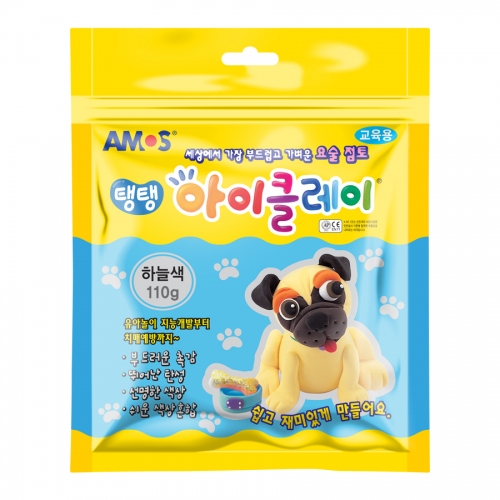 AMOS
교육용
세상에서 가장 부드럽고 가벼운 요술 점토
탱탱 아이클레이
하늘색
110g
유아놀이 지능개발부터
치매예방까지~
· 부드러운 촉감
· 뛰어난 탄성
· 선명한 색상
· 쉬운 색상혼합
쉽고 재미있게 만들어요.